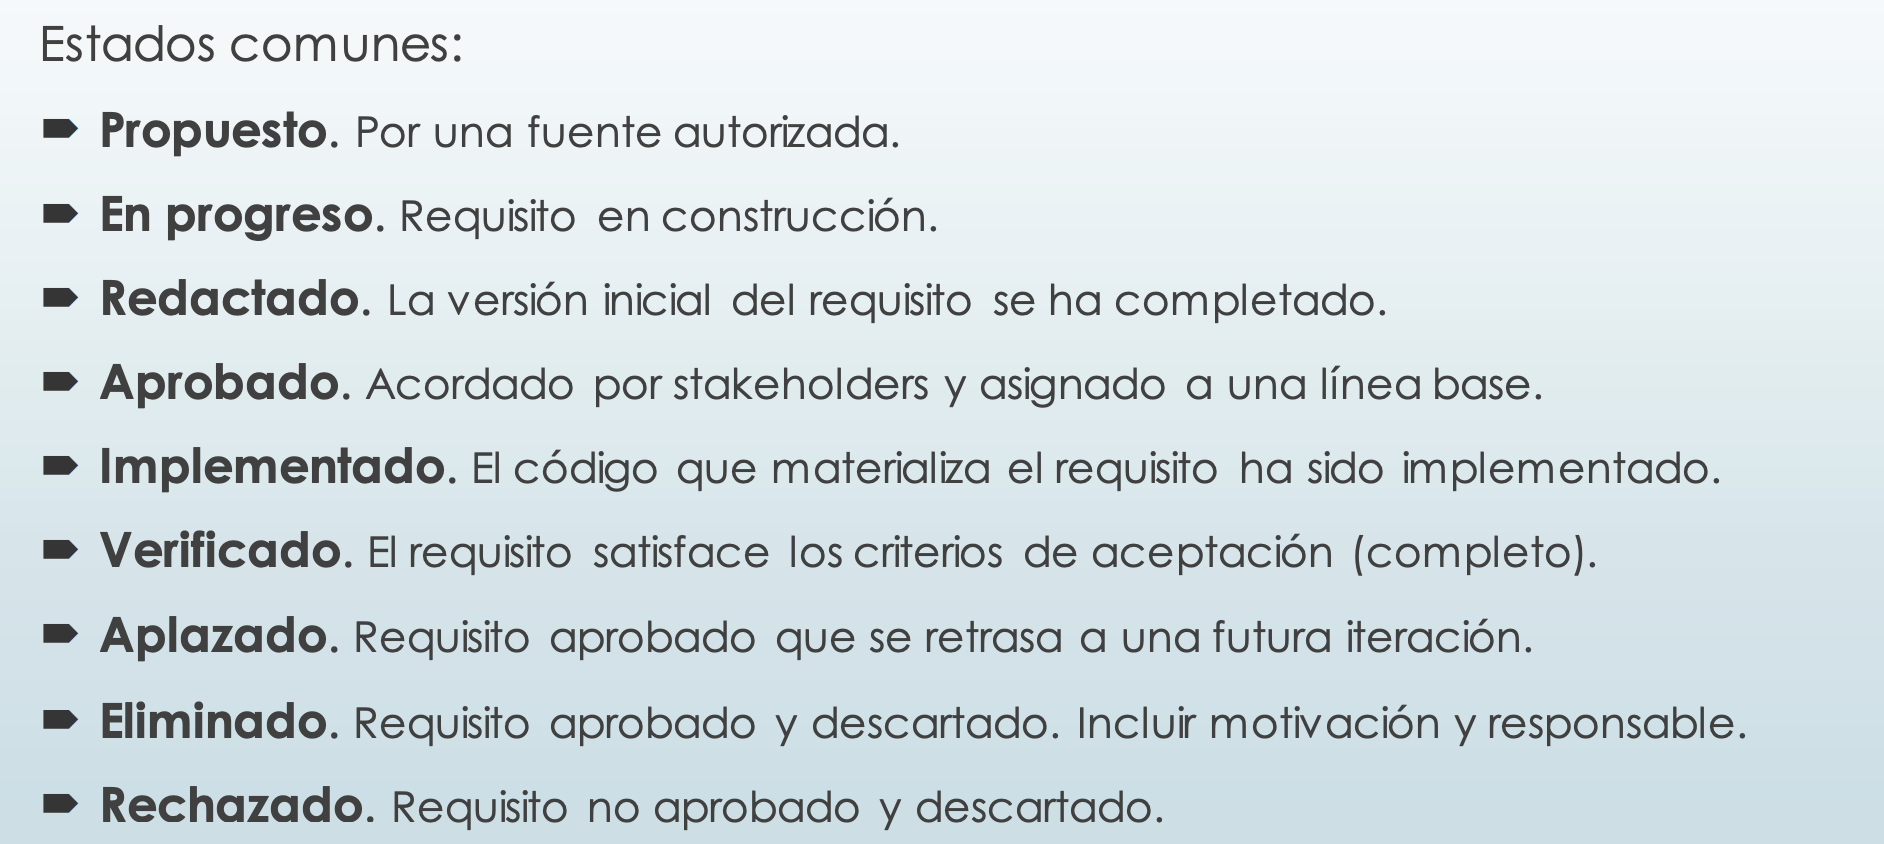 Estados comunes:
Propuesto. Por una fuente autorizada.
En progreso. Requisito en construcción.
Redactado. La versión inicial del requisito se ha completado.
Aprobado. Acordado por stakeholders y asignado a una línea base.
Implementado. El código que materializa el requisito ha sido implementado.
Verificado. El requisito satisface los criterios de aceptación (completo).
Aplazado. Requisito aprobado que se retrasa a una futura iteración.
Eliminado. Requisito aprobado y descartado. Incluir motivación y responsable.
Rechazado. Requisito no aprobado y descartado.